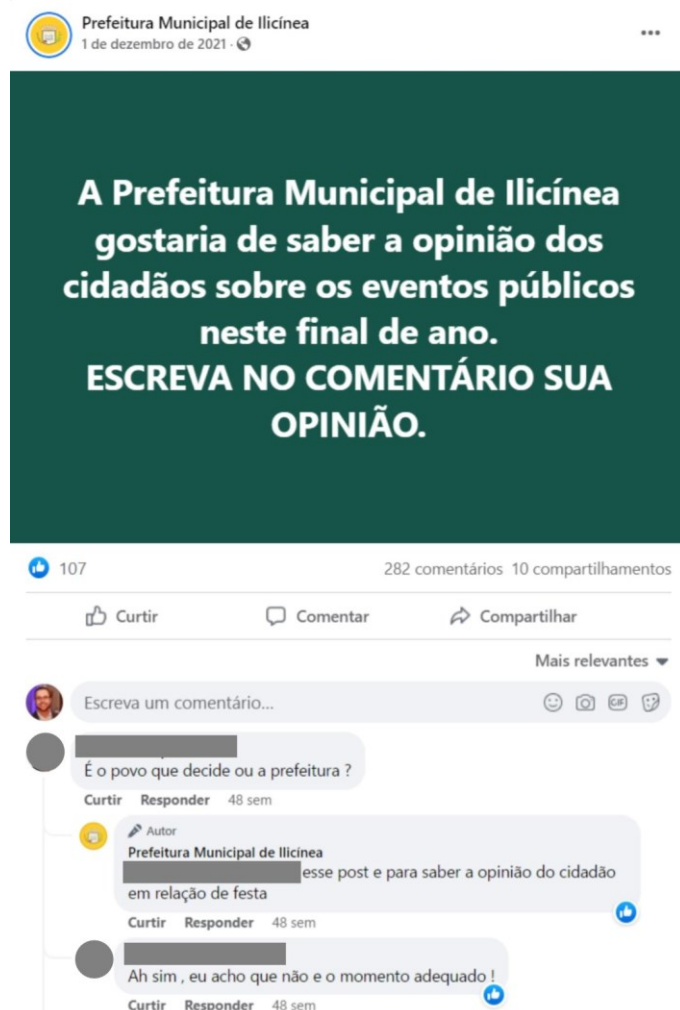 Prefeitura Municipal de Ilicínea
1 de dezembro de 2021 ·
A Prefeitura Municipal de Ilicínea
gostaria de saber a opinião dos
cidadãos sobre os eventos públicos
neste final de ano.
ESCREVA NO COMENTÁRIO SUA
OPINIÃO.
107
282 comentários 10 compartilhamentos
Curtir Comentar Compartilhar
Mais relevantes
Escreva um comentário...
GIF
É o povo que decide ou a prefeitura ?
Curtir Responder 48 sem
Autor
Prefeitura Municipal de Ilicínea
esse post e para saber a opinião do cidadão
em relação de festa
Curtir Responder 48 sem
Ah sim , eu acho que não e o momento adequado !
Curtir Responder 48 sem